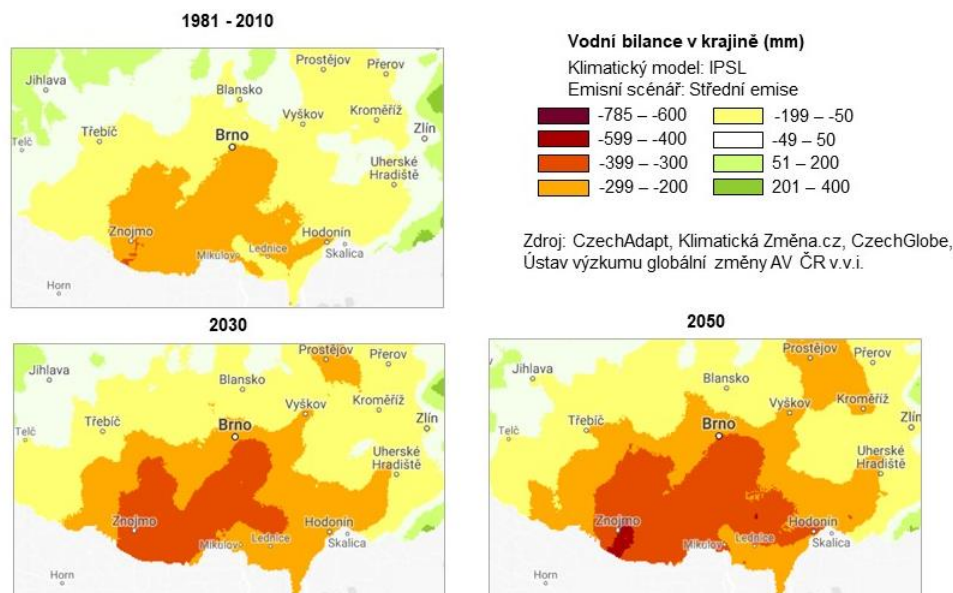 1981 - 2010
Jihlava
Prostějov
Přerov
Blansko
Vyškov
Kroměříž
Telč
Třebíč
Brno
Zlín
Uherské
Hradiště
Znojmo
Mikulov
Lednice
Hodonín
Skalica
Horn
Vodní bilance v krajině (mm)
Klimatický model: IPSL
Emisní scénář: Střední emise
-785 – -600
-199 – -50
-599 – -400
-49 – 50
-399 – -300
51 – 200
-299 – -200
201 – 400
Zdroj: CzechAdapt, Klimatická Změna.cz, CzechGlobe,
Ústav výzkumu globální změny AV ČR v.v.i.
2030
Jihlava
Prostějov
Přerov
Blansko
Vyškov
Kroměříž
Telč
Třebíč
Brno
Zlín
Uherské
Hradiště
Znojmo
Mikulov
Lednice
Hodonín
Skalica
Horn
2050
Jihlava
Prostějov
Přerov
Blansko
Vyškov
Kroměříž
Telč
Třebíč
Brno
Zlín
Uherské
Hradiště
Znojmo
Mikulov
Lednice
Hodonín
Skalica
Horn